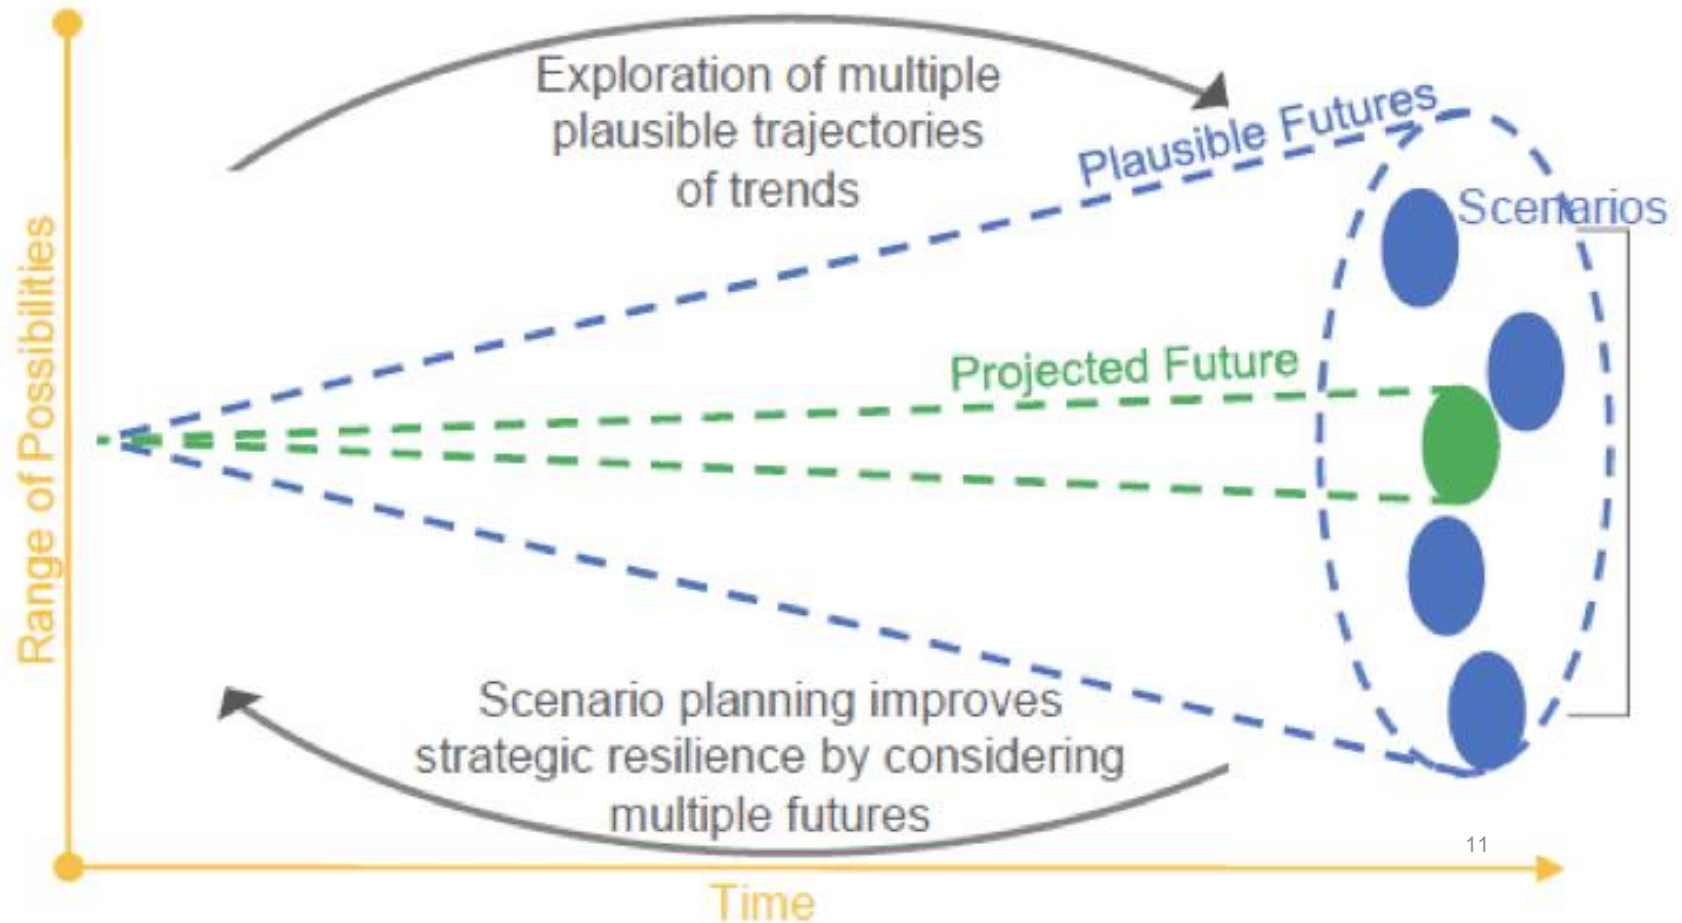 Exploration of multiple
plausible trajectories
of trends
Plausible Futures
Scenarios
Range of Possibilities
Projected Future
Scenario planning improves
strategic resilience by considering
multiple futures
11
Time